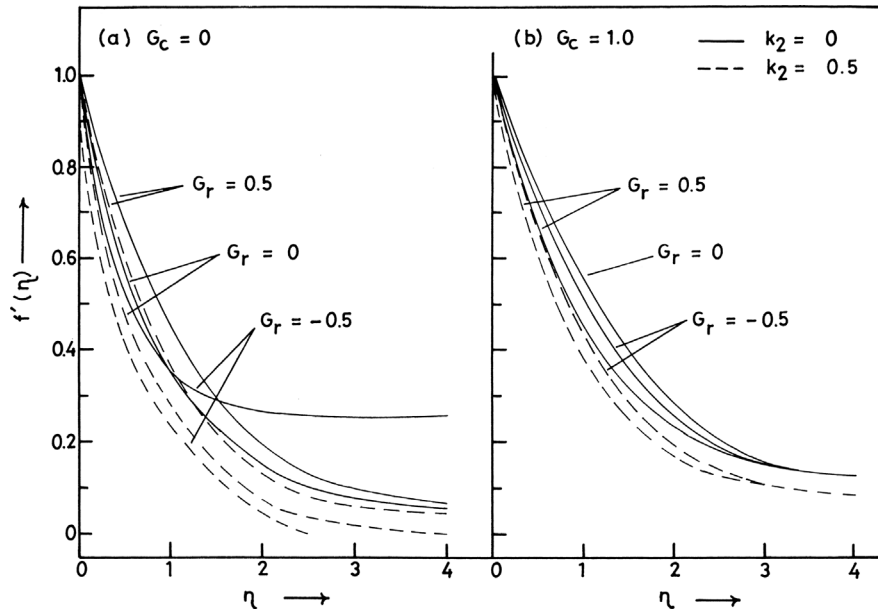 (a) G_c = 0
(b) G_c = 1.0
—— k_2 = 0
– – – k_2 = 0.5
1.0
0.8
0.6
0.4
0.2
0
f'(η) →
G_r = 0.5
G_r = 0
G_r = −0.5
G_r = 0.5
G_r = 0
G_r = −0.5
0 1 2 3 4
0 1 2 3 4
η →
η →